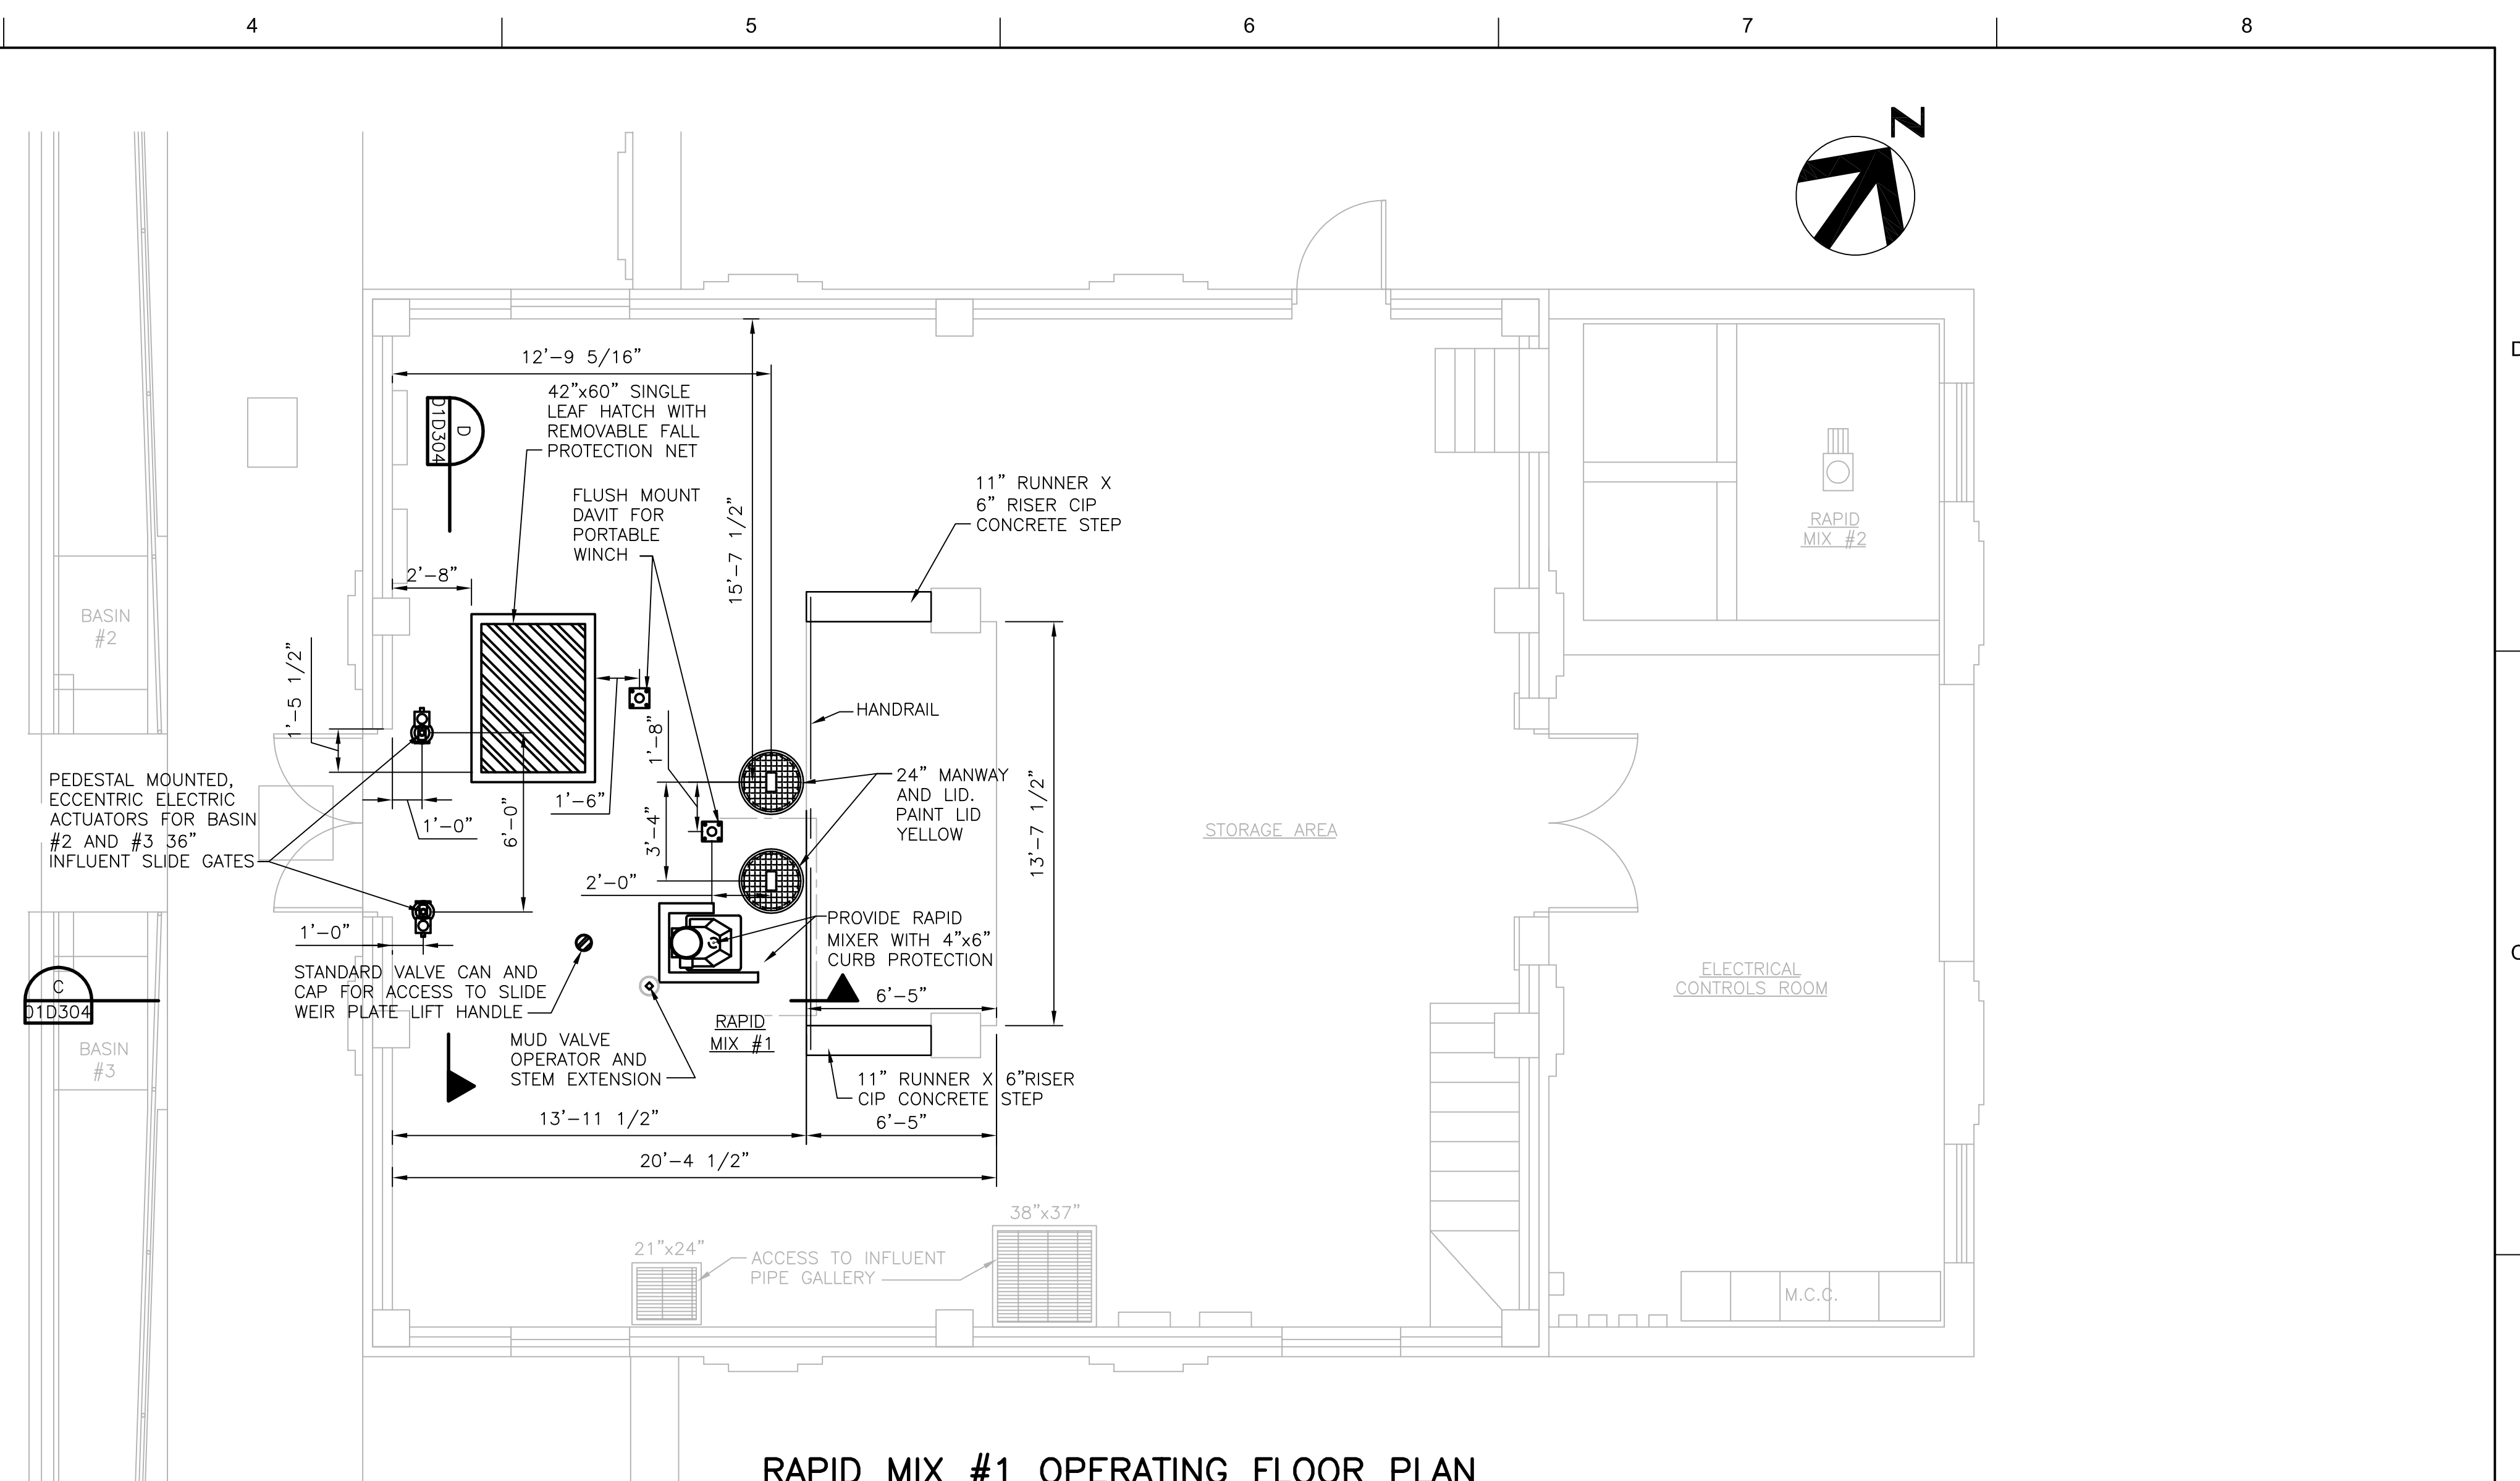 4 5 6 7 8
N
D
12'-9 5/16"
42"x60" SINGLE
LEAF HATCH WITH
REMOVABLE FALL
PROTECTION NET
D
01D304
FLUSH MOUNT
DAVIT FOR
PORTABLE
WINCH
15'-7 1/2"
11" RUNNER X
6" RISER CIP
CONCRETE STEP
RAPID
MIX #2
2'-8"
BASIN
#2
1'-5 1/2"
HANDRAIL
1'-8"
PEDESTAL MOUNTED,
ECCENTRIC ELECTRIC
ACTUATORS FOR BASIN
#2 AND #3 36"
INFLUENT SLIDE GATES
1'-0"
6'-0"
1'-6"
3'-4"
24" MANWAY
AND LID.
PAINT LID
YELLOW
13'-7 1/2"
STORAGE AREA
2'-0"
1'-0"
PROVIDE RAPID
MIXER WITH 4"x6"
CURB PROTECTION
C
STANDARD VALVE CAN AND
CAP FOR ACCESS TO SLIDE
WEIR PLATE LIFT HANDLE
C
01D304
ELECTRICAL
CONTROLS ROOM
6'-5"
RAPID
MIX #1
MUD VALVE
OPERATOR AND
STEM EXTENSION
BASIN
#3
11" RUNNER X 6"RISER
CIP CONCRETE STEP
13'-11 1/2"
6'-5"
20'-4 1/2"
38"x37"
21"x24"
ACCESS TO INFLUENT
PIPE GALLERY
M.C.C.
RAPID MIX #1 OPERATING FLOOR PLAN